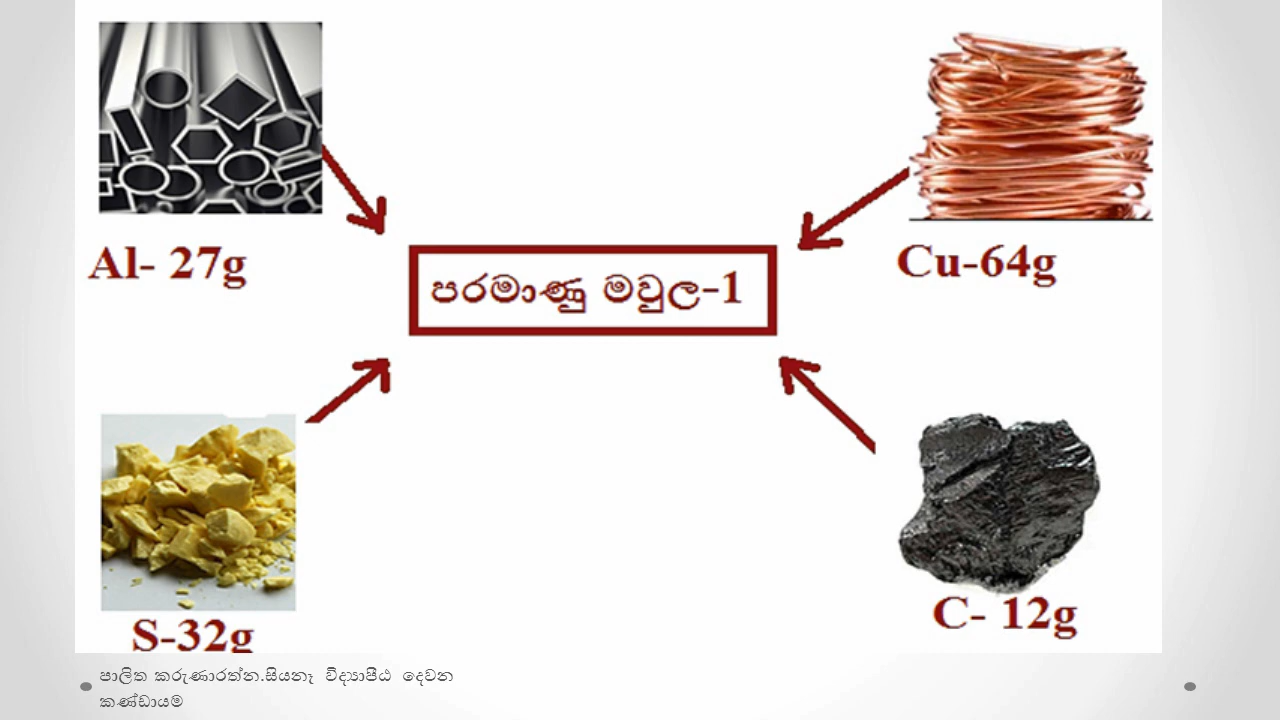 Al- 27g
Cu-64g
පරමාණු මවුල-1
S-32g
C- 12g
පාලිත කරුණාරත්න.සියනෑ විද්‍යාපීඨ දෙවන
කණ්ඩායම